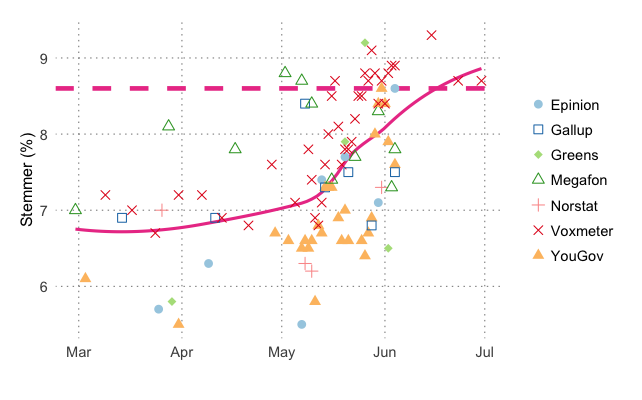 Stemmer (%)
9
8
7
6
Mar
Apr
May
Jun
Jul
Epinion
Gallup
Greens
Megafon
Norstat
Voxmeter
YouGov